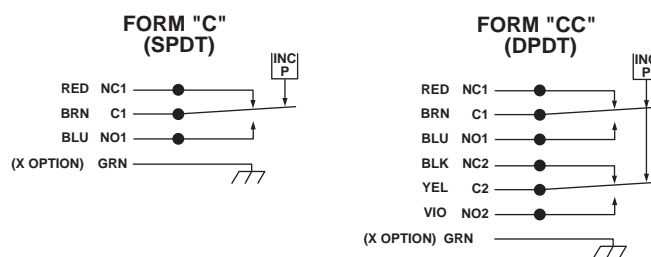 FORM "C"
(SPDT)
INC
P
RED NC1
BRN C1
BLU NO1
(X OPTION) GRN
FORM "CC"
(DPDT)
INC
P
RED NC1
BRN C1
BLU NO1
BLK NC2
YEL C2
VIO NO2
(X OPTION) GRN